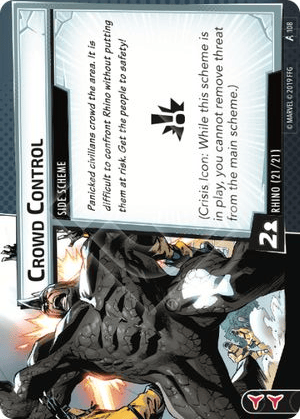 CROWD CONTROL
SIDE SCHEME
Panicked civilians crowd the area. It is
difficult to confront Rhino without putting
them at risk. Get the people to safety!
(Crisis Icon: While this scheme is
in play, you cannot remove threat
from the main scheme.)
2
RHINO (21/21)
© MARVEL © 2019 FFG
108